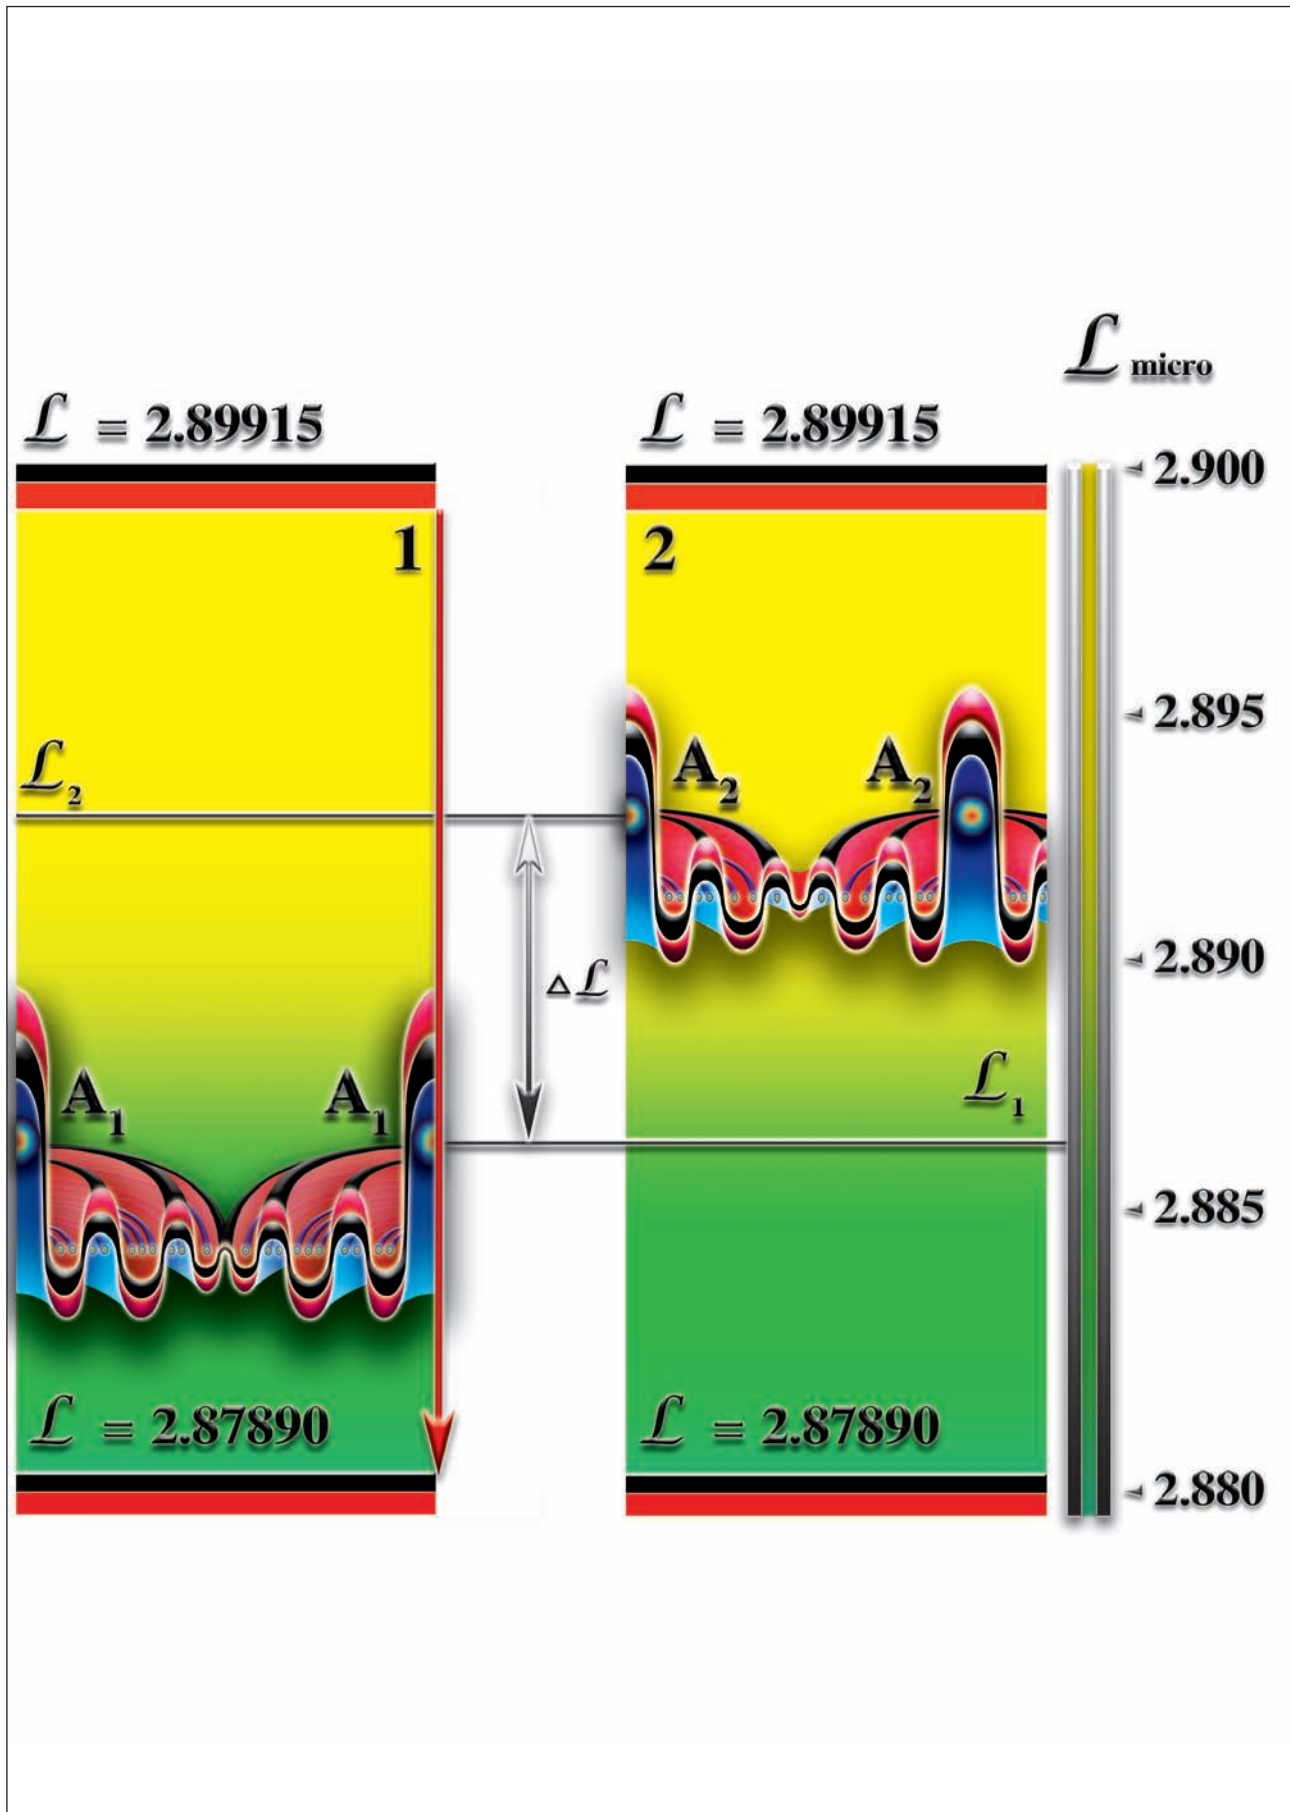 ℒ micro
ℒ = 2.89915
ℒ = 2.89915
2.900
1
2
2.895
ℒ2
A2
A2
2.890
Δℒ
ℒ1
A1
A1
2.885
ℒ = 2.87890
ℒ = 2.87890
2.880